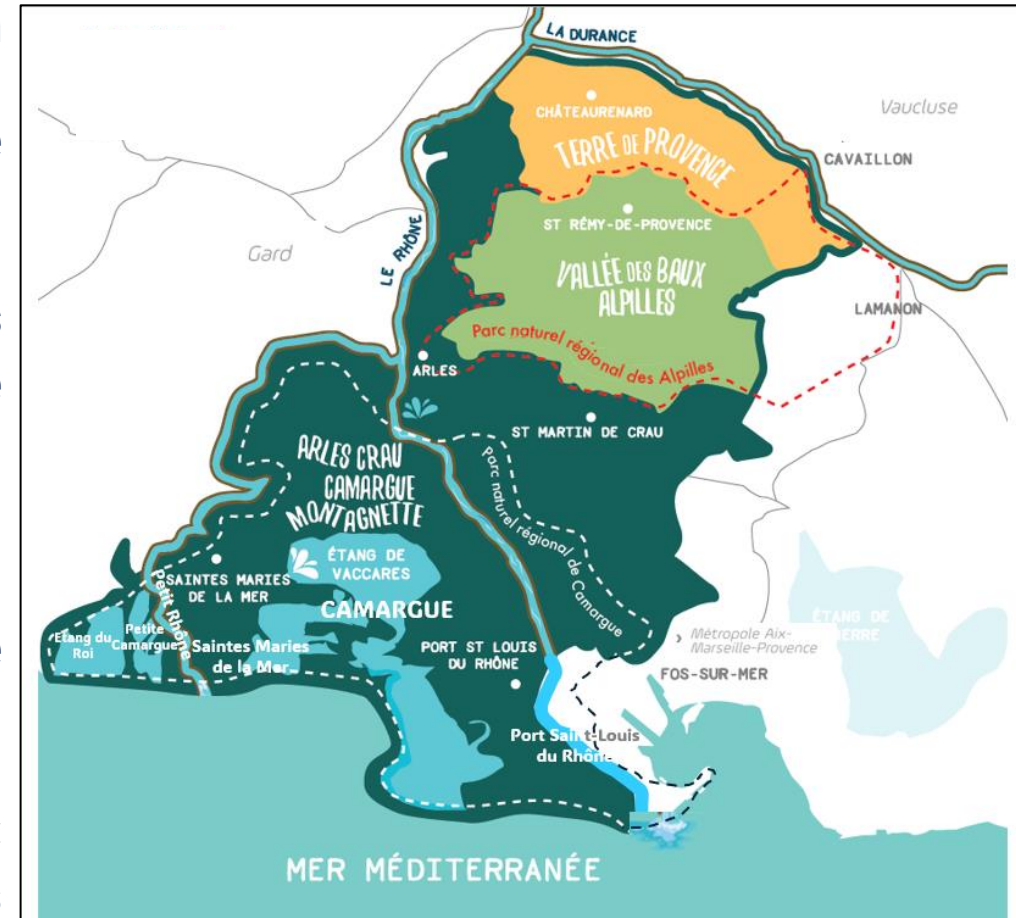 LA DURANCE
CHÂTEAURENARD
Vaucluse
TERRE DE PROVENCE
CAVAILLON
LE RHÔNE
Gard
ST RÉMY-DE-PROVENCE
VALLÉE DES BAUX
ALPILLES
LAMANON
Parc naturel régional des Alpilles
ARLES
ST MARTIN DE CRAU
ARLES CRAU
CAMARGUE
MONTAGNETTE
Parc naturel régional de Camargue
ÉTANG DE
VACCARES
SAINTES MARIES
DE LA MER
CAMARGUE
Petit Rhône
Etang du
Roi
Petite
Camargue
Saintes Maries
de la Mer
PORT ST LOUIS
DU RHÔNE
ÉTANG DE
› Métropole Aix-
Marseille-Provence
FOS-SUR-MER
Port Saint-Louis
du Rhône
MER MÉDITERRANÉE